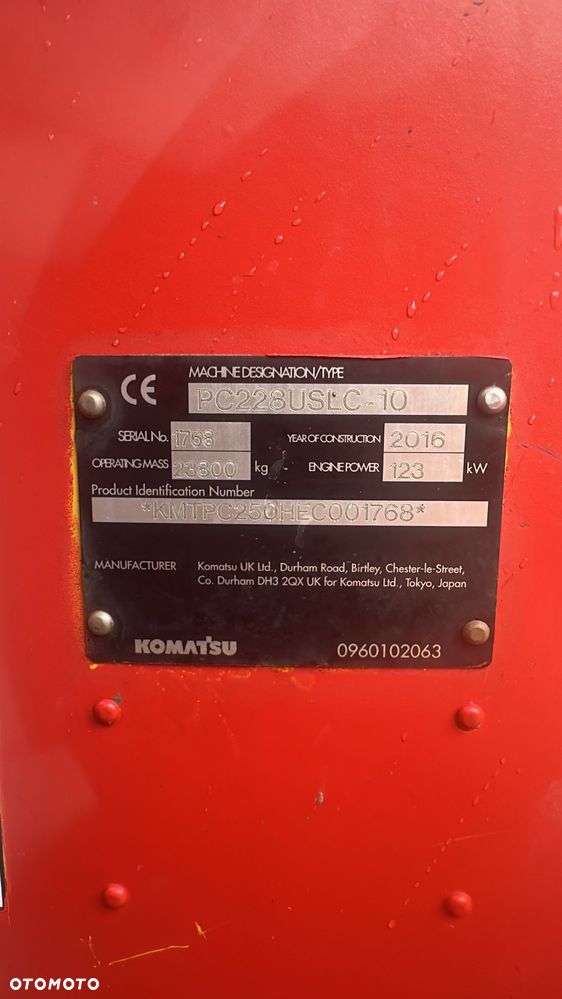 CE
MACHINE DESIGNATION/TYPE
PC228USLC-10
SERIAL No. 1768 YEAR OF CONSTRUCTION 2016
OPERATING MASS 23800 kg ENGINE POWER 123 kW
Product Identification Number
*KMTPC250HEC001768*
MANUFACTURER Komatsu UK Ltd., Durham Road, Birtley, Chester-le-Street,
Co. Durham DH3 2QX UK for Komatsu Ltd., Tokyo, Japan
KOMATSU 0960102063
OTOMOTO